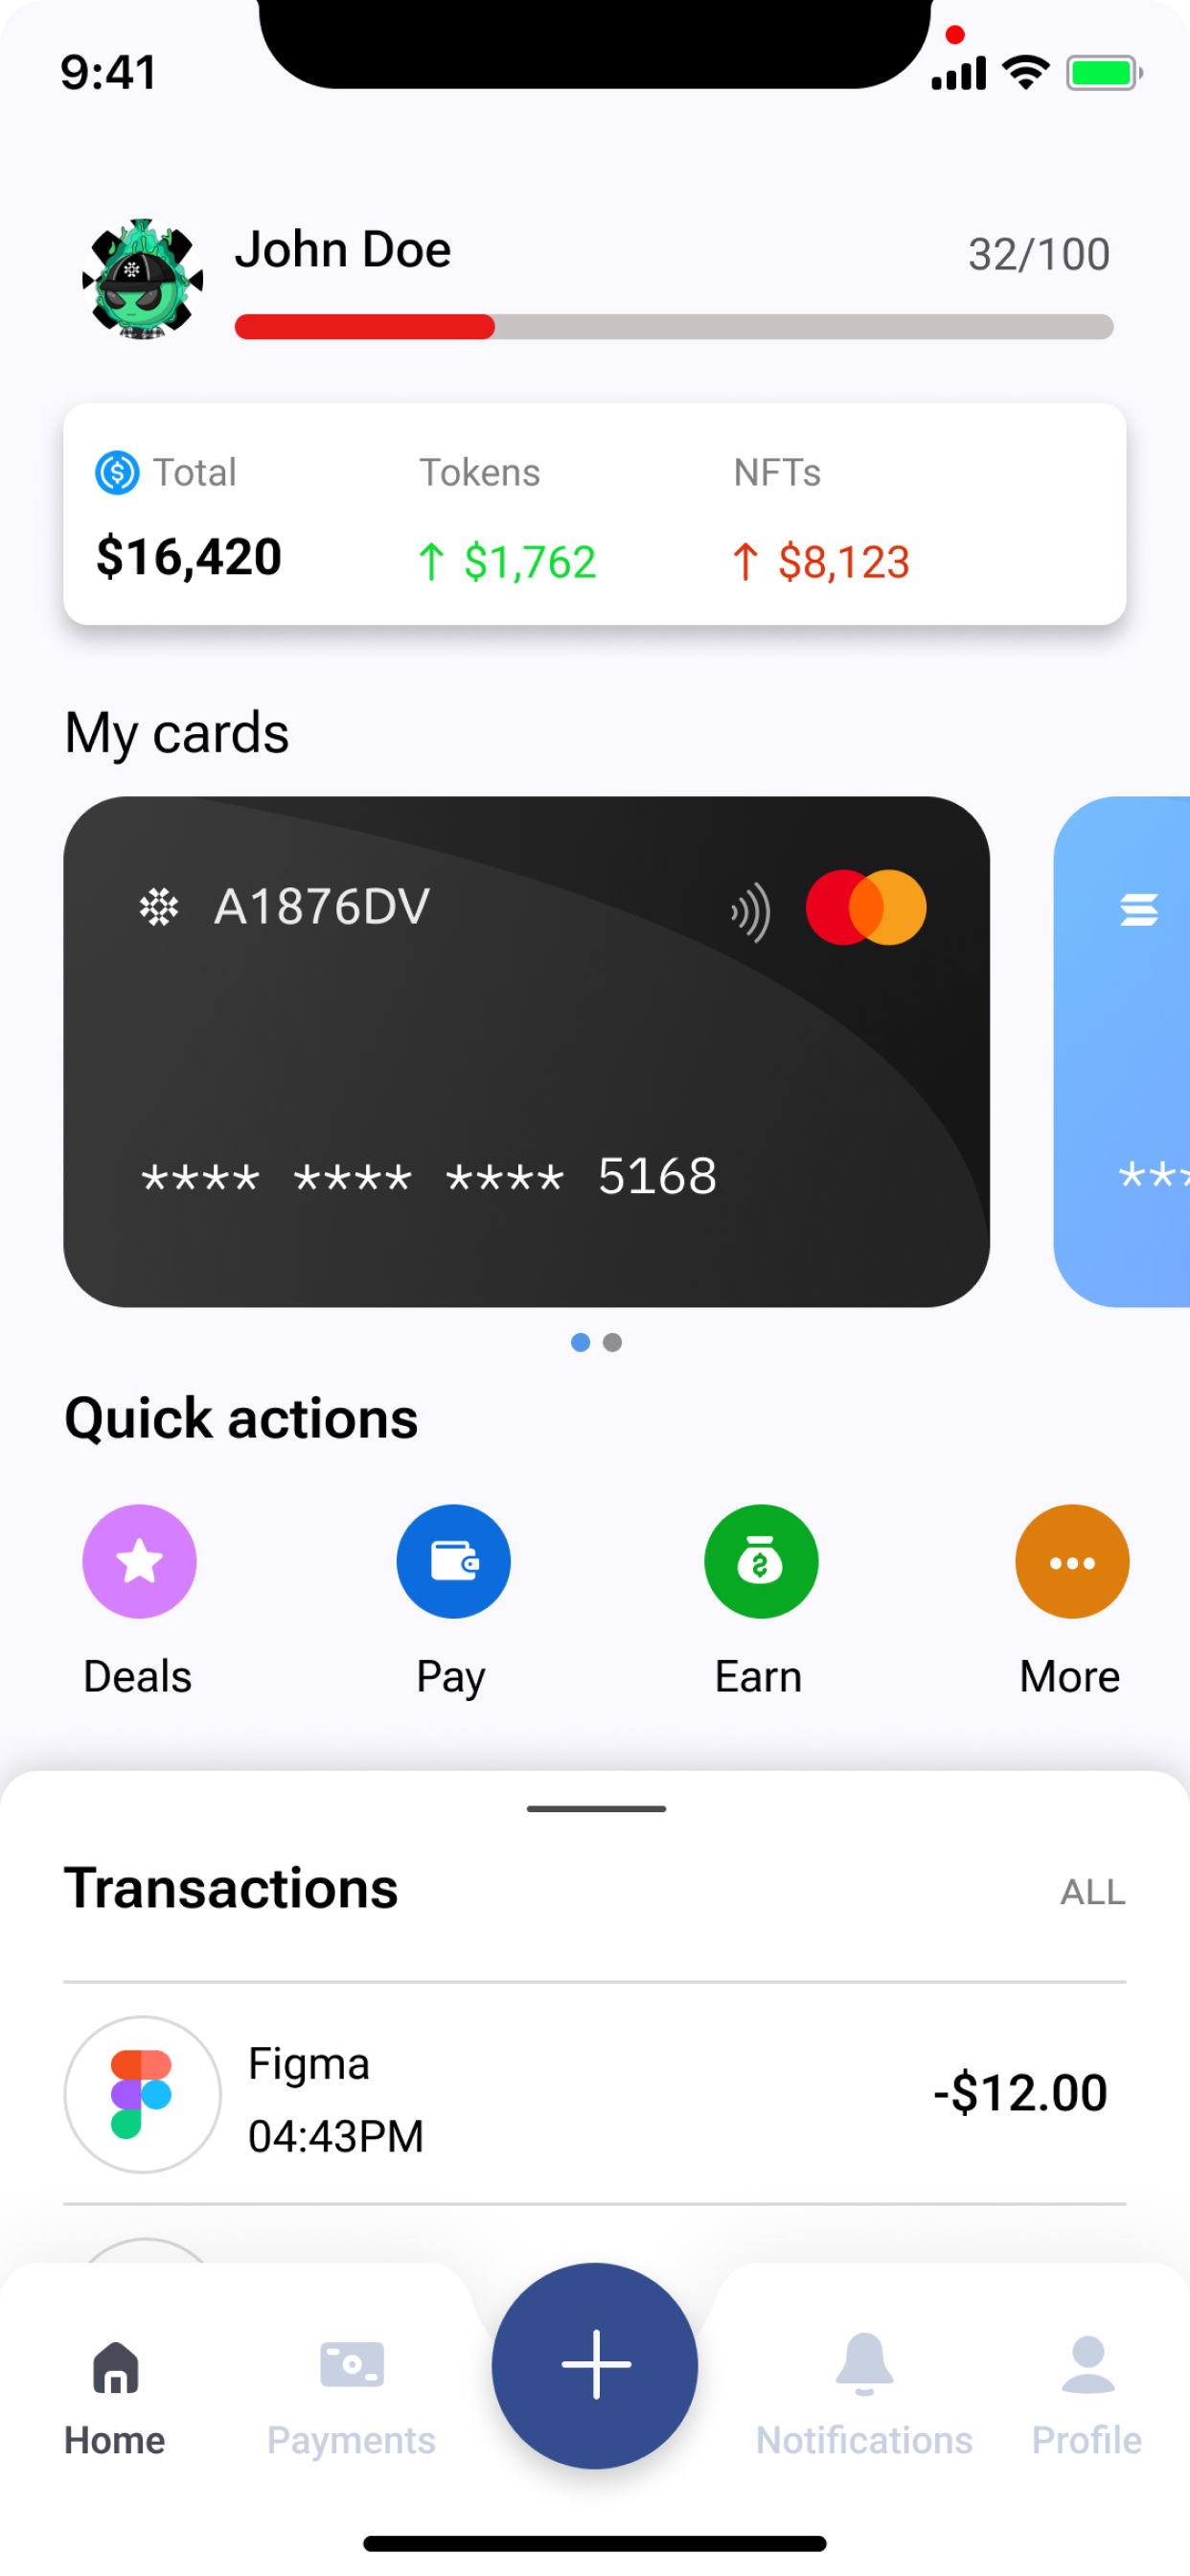 9:41
John Doe
32/100
Total Tokens NFTs
$16,420 ↑ $1,762 ↑ $8,123
My cards
A1876DV
**** **** **** 5168
***
Quick actions
Deals Pay Earn More
Transactions
ALL
Figma
04:43PM
-$12.00
Home Payments Notifications Profile